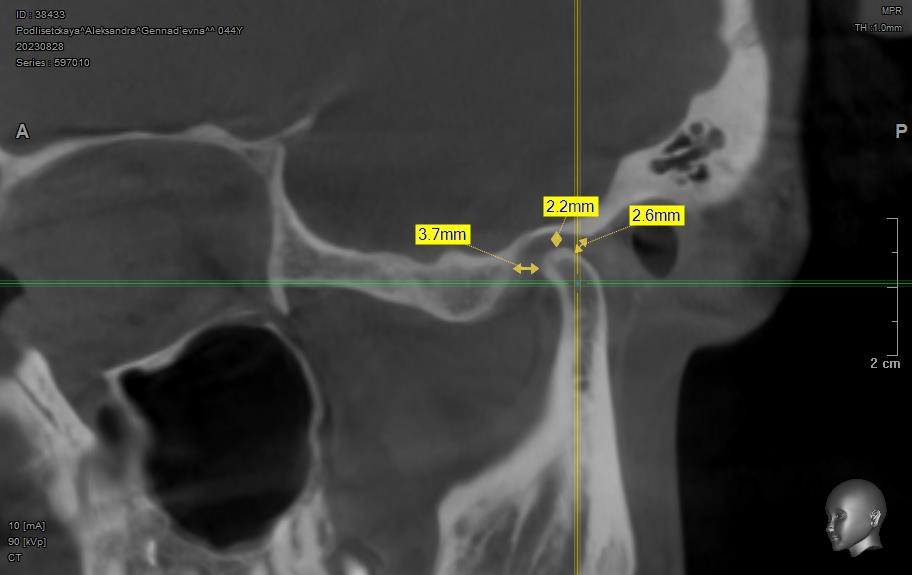 ID : 38433
Podlisetckaya^Aleksandra^Gennad`evna^^ 044Y
20230828
Series : 597010
MPR
TH :1.0mm
A
P
2.2mm
2.6mm
3.7mm
2 cm
10 [mA]
90 [kVp]
CT